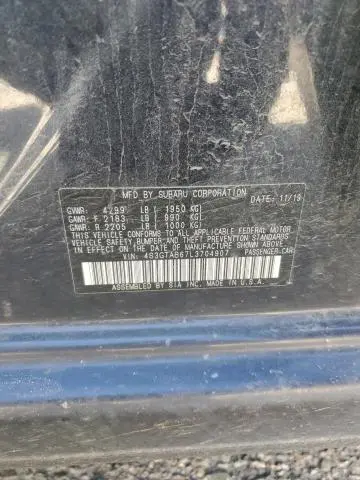 MFD BY SUBARU CORPORATION
DATE: 11/19
GVWR: 4299 LB ( 1950 KG)
GAWR: F 2183 LB ( 990 KG)
GAWR: R 2205 LB ( 1000 KG)
THIS VEHICLE CONFORMS TO ALL APPLICABLE FEDERAL MOTOR
VEHICLE SAFETY, BUMPER, AND THEFT PREVENTION STANDARDS
IN EFFECT ON THE DATE OF MANUFACTURE SHOWN ABOVE.
VIN: 4S3GTAB67L3704907 PASSENGER CAR
ASSEMBLED BY SIA INC. MADE IN U.S.A.